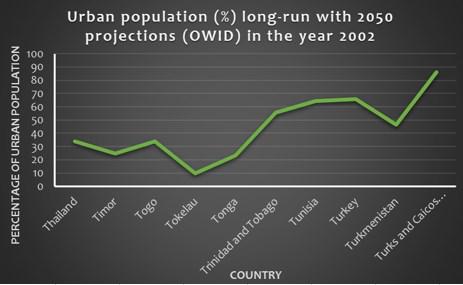 Urban population (%) long-run with 2050
projections (OWID) in the year 2002
PERCENTAGE OF URBAN POPULATION
100
90
80
70
60
50
40
30
20
10
0
Thailand
Timor
Togo
Tokelau
Tonga
Trinidad and Tobago
Tunisia
Turkey
Turkmenistan
Turks and Caicos…
COUNTRY